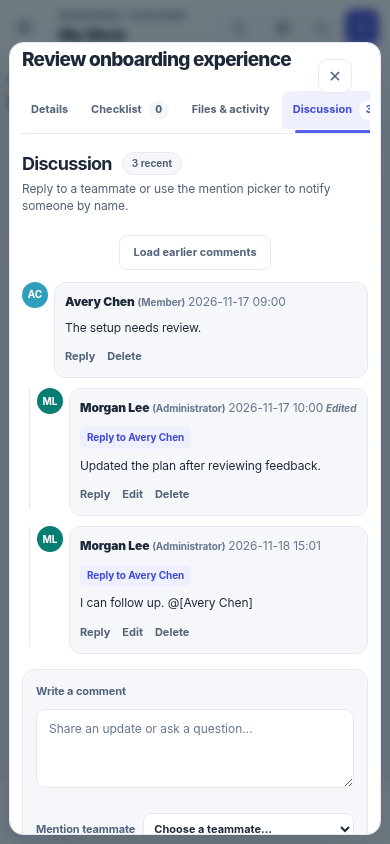 Review onboarding experience
Details Checklist 0 Files & activity Discussion 3
Discussion 3 recent
Reply to a teammate or use the mention picker to notify
someone by name.
Load earlier comments
AC
Avery Chen (Member) 2026-11-17 09:00
The setup needs review.
Reply Delete
ML
Morgan Lee (Administrator) 2026-11-17 10:00 Edited
Reply to Avery Chen
Updated the plan after reviewing feedback.
Reply Edit Delete
ML
Morgan Lee (Administrator) 2026-11-18 15:01
Reply to Avery Chen
I can follow up. @[Avery Chen]
Reply Edit Delete
Write a comment
Share an update or ask a question...
Mention teammate Choose a teammate...